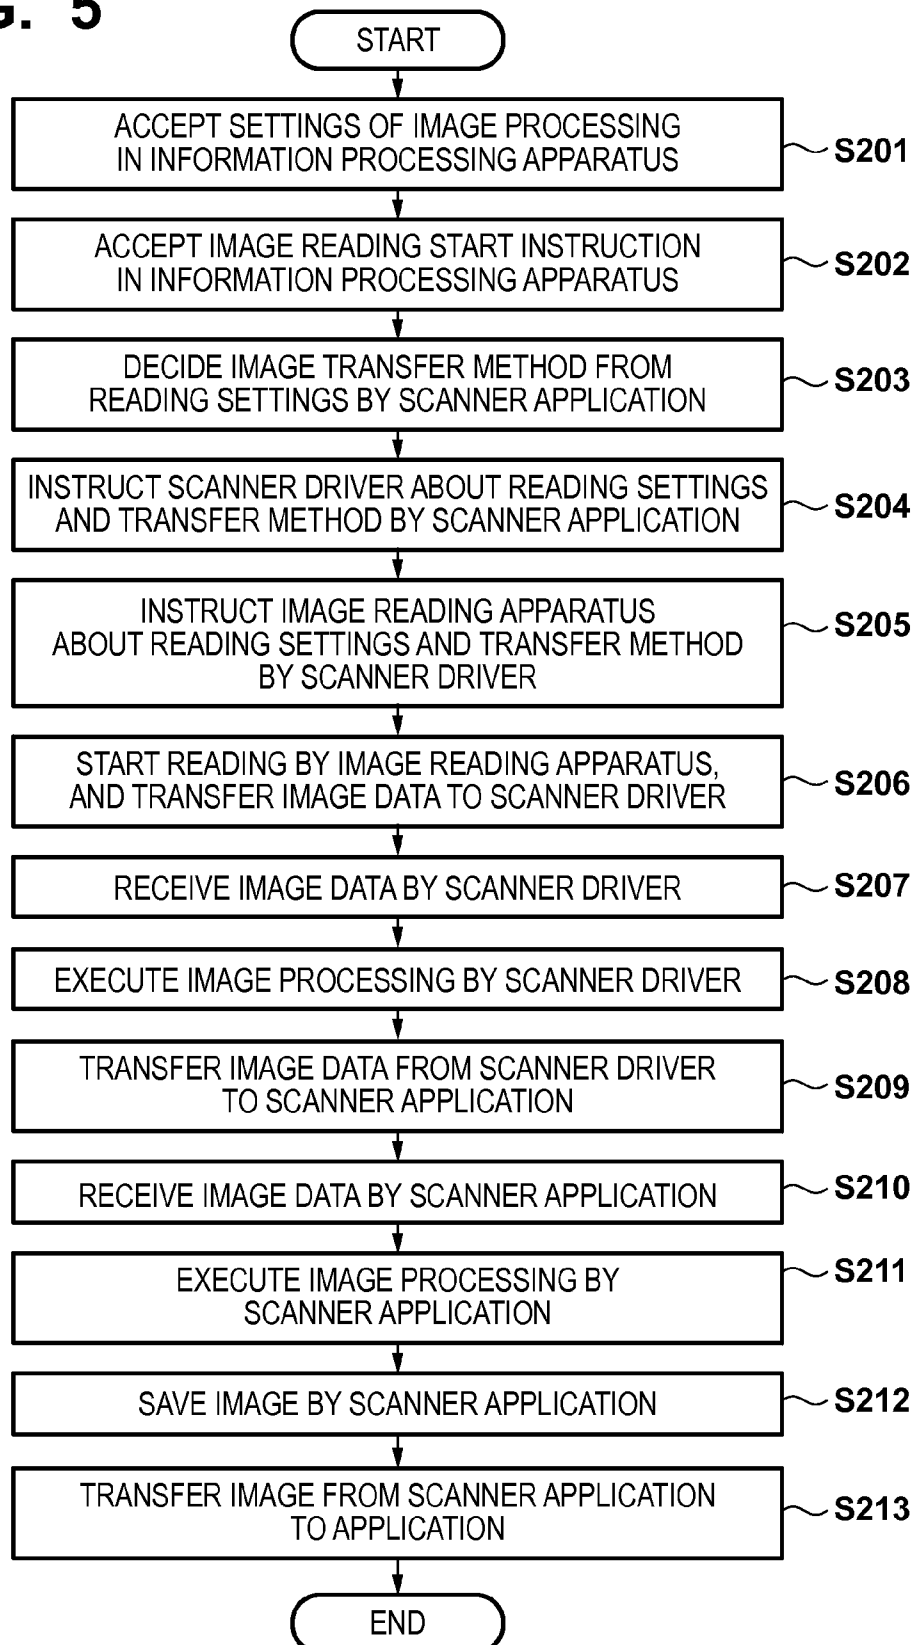 G. 5
START
ACCEPT SETTINGS OF IMAGE PROCESSING
IN INFORMATION PROCESSING APPARATUS
S201
ACCEPT IMAGE READING START INSTRUCTION
IN INFORMATION PROCESSING APPARATUS
S202
DECIDE IMAGE TRANSFER METHOD FROM
READING SETTINGS BY SCANNER APPLICATION
S203
INSTRUCT SCANNER DRIVER ABOUT READING SETTINGS
AND TRANSFER METHOD BY SCANNER APPLICATION
S204
INSTRUCT IMAGE READING APPARATUS
ABOUT READING SETTINGS AND TRANSFER METHOD
BY SCANNER DRIVER
S205
START READING BY IMAGE READING APPARATUS,
AND TRANSFER IMAGE DATA TO SCANNER DRIVER
S206
RECEIVE IMAGE DATA BY SCANNER DRIVER
S207
EXECUTE IMAGE PROCESSING BY SCANNER DRIVER
S208
TRANSFER IMAGE DATA FROM SCANNER DRIVER
TO SCANNER APPLICATION
S209
RECEIVE IMAGE DATA BY SCANNER APPLICATION
S210
EXECUTE IMAGE PROCESSING BY
SCANNER APPLICATION
S211
SAVE IMAGE BY SCANNER APPLICATION
S212
TRANSFER IMAGE FROM SCANNER APPLICATION
TO APPLICATION
S213
END